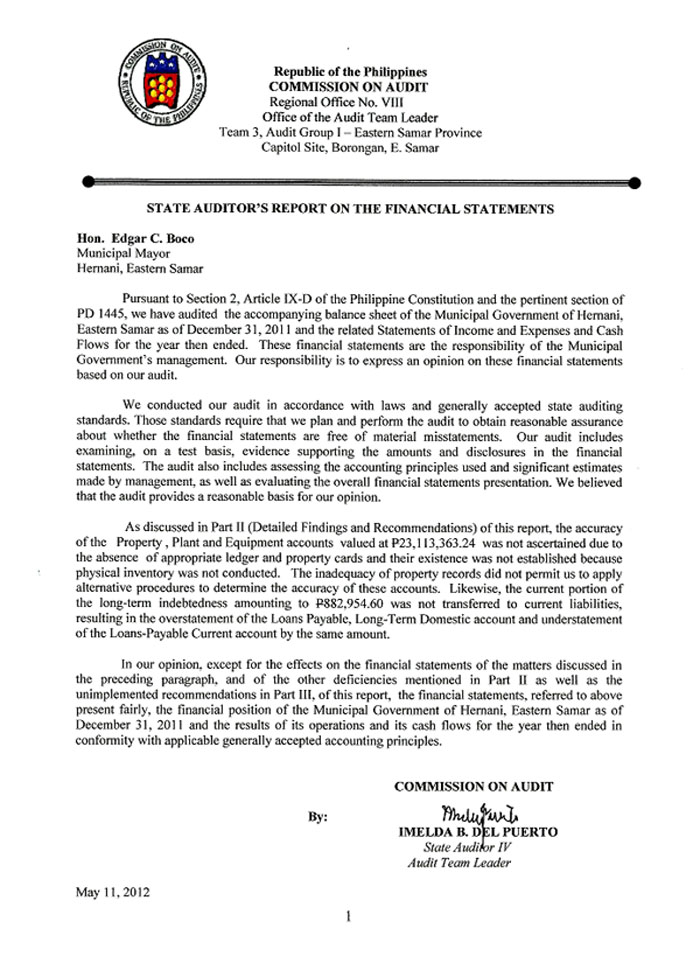 COMMISSION ON AUDIT
REPUBLIC OF THE PHILIPPINES
Republic of the Philippines
COMMISSION ON AUDIT
Regional Office No. VIII
Office of the Audit Team Leader
Team 3, Audit Group I – Eastern Samar Province
Capitol Site, Borongan, E. Samar
STATE AUDITOR'S REPORT ON THE FINANCIAL STATEMENTS
Hon. Edgar C. Boco
Municipal Mayor
Hernani, Eastern Samar
Pursuant to Section 2, Article IX-D of the Philippine Constitution and the pertinent section of
PD 1445, we have audited the accompanying balance sheet of the Municipal Government of Hernani,
Eastern Samar as of December 31, 2011 and the related Statements of Income and Expenses and Cash
Flows for the year then ended. These financial statements are the responsibility of the Municipal
Government's management. Our responsibility is to express an opinion on these financial statements
based on our audit.
We conducted our audit in accordance with laws and generally accepted state auditing
standards. Those standards require that we plan and perform the audit to obtain reasonable assurance
about whether the financial statements are free of material misstatements. Our audit includes
examining, on a test basis, evidence supporting the amounts and disclosures in the financial
statements. The audit also includes assessing the accounting principles used and significant estimates
made by management, as well as evaluating the overall financial statements presentation. We believed
that the audit provides a reasonable basis for our opinion.
As discussed in Part II (Detailed Findings and Recommendations) of this report, the accuracy
of the Property , Plant and Equipment accounts valued at ₱23,113,363.24 was not ascertained due to
the absence of appropriate ledger and property cards and their existence was not established because
physical inventory was not conducted. The inadequacy of property records did not permit us to apply
alternative procedures to determine the accuracy of these accounts. Likewise, the current portion of
the long-term indebtedness amounting to ₱882,954.60 was not transferred to current liabilities,
resulting in the overstatement of the Loans Payable, Long-Term Domestic account and understatement
of the Loans-Payable Current account by the same amount.
In our opinion, except for the effects on the financial statements of the matters discussed in
the preceding paragraph, and of the other deficiencies mentioned in Part II as well as the
unimplemented recommendations in Part III, of this report, the financial statements, referred to above
present fairly, the financial position of the Municipal Government of Hernani, Eastern Samar as of
December 31, 2011 and the results of its operations and its cash flows for the year then ended in
conformity with applicable generally accepted accounting principles.
COMMISSION ON AUDIT
By:
IMELDA B. DEL PUERTO
State Auditor IV
Audit Team Leader
May 11, 2012
1